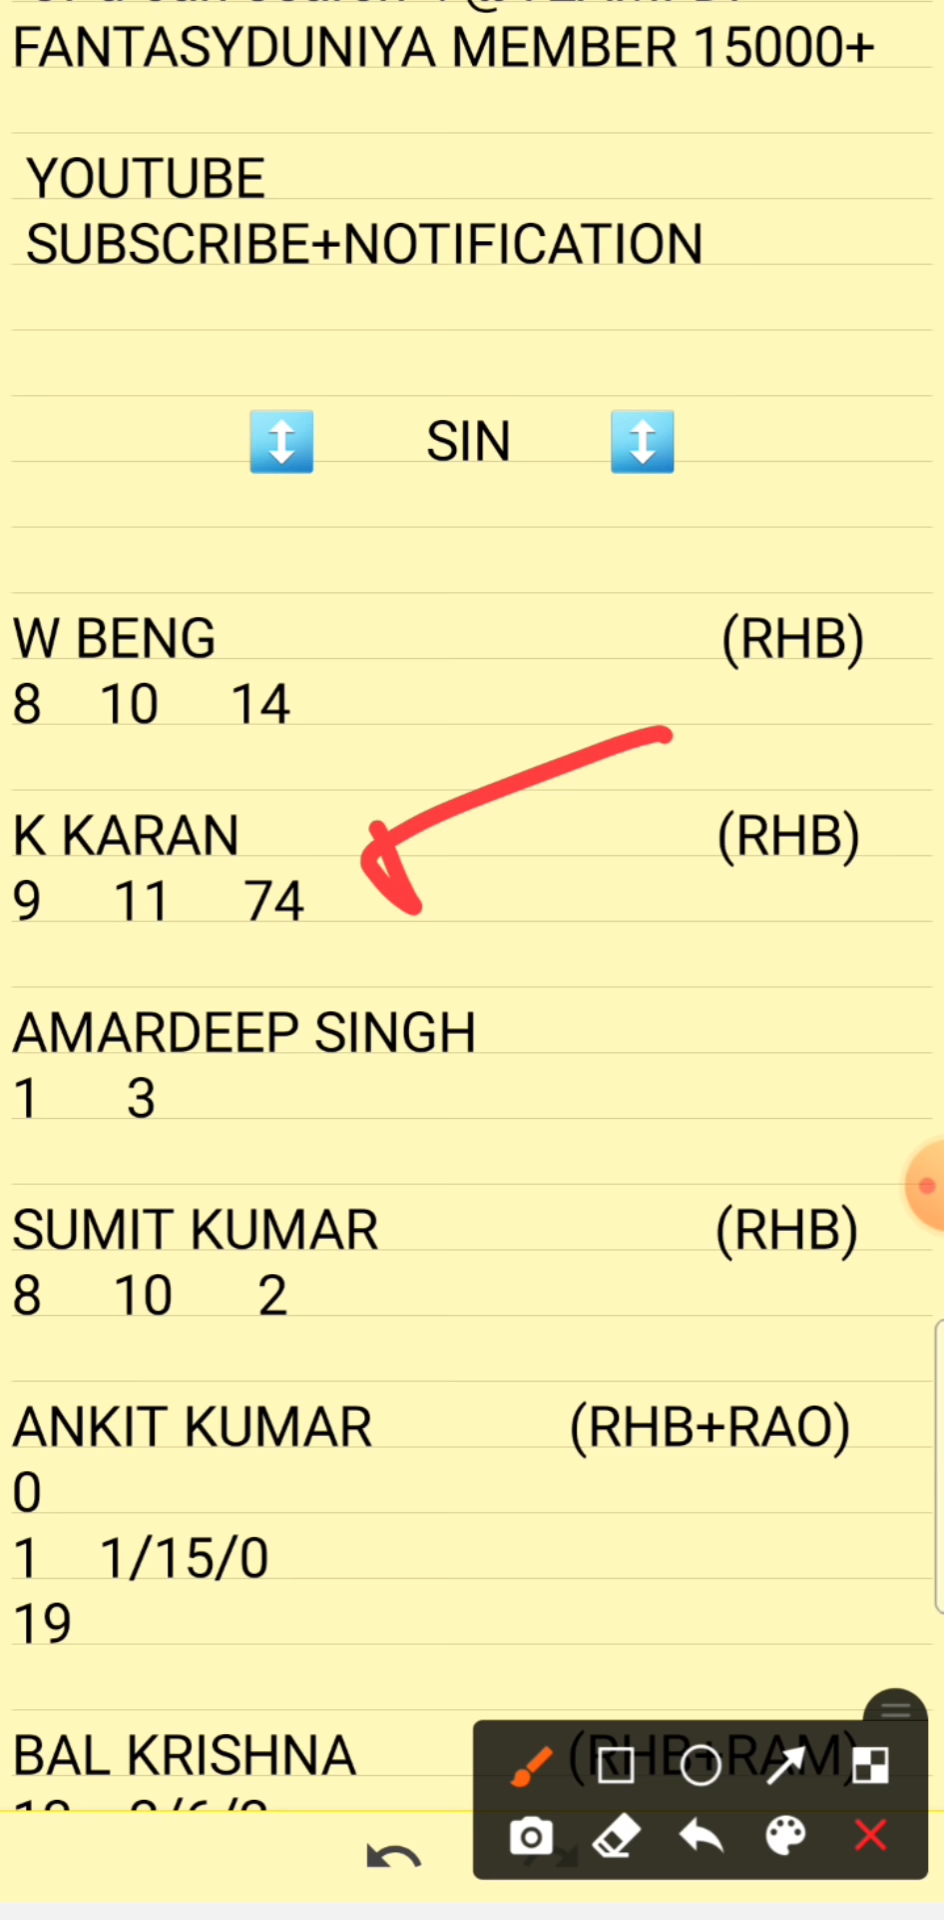 FANTASYDUNIYA MEMBER 15000+
YOUTUBE
SUBSCRIBE+NOTIFICATION
SIN
W BENG (RHB)
8 10 14
K KARAN (RHB)
9 11 74
AMARDEEP SINGH
1 3
SUMIT KUMAR (RHB)
8 10 2
ANKIT KUMAR (RHB+RAO)
0
1 1/15/0
19
BAL KRISHNA (RHB+RAM)